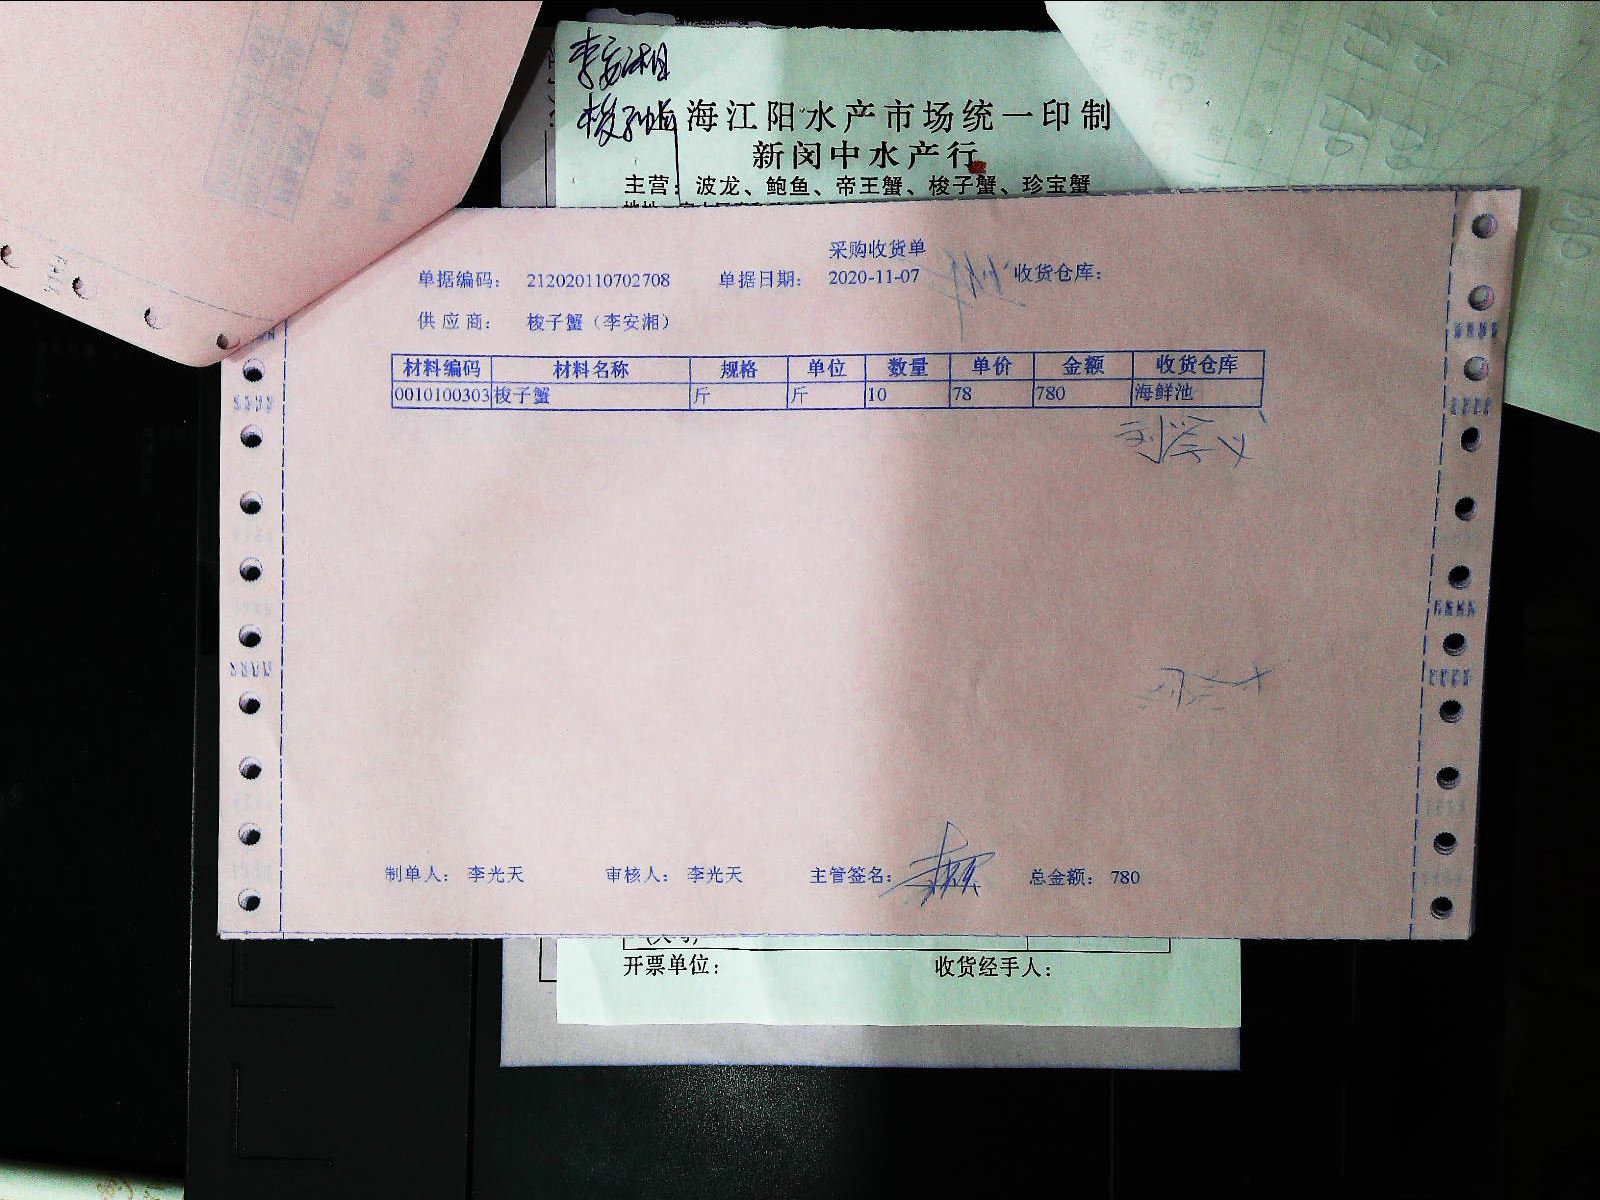 李安湘
梭子蟹
上海江阳水产市场统一印制
新闵中水产行
主营：波龙、鲍鱼、帝王蟹、梭子蟹、珍宝蟹
采购收货单
单据编码： 212020110702708 单据日期： 2020-11-07 收货仓库：
供应商： 梭子蟹（李安湘）
材料编码 材料名称 规格 单位 数量 单价 金额 收货仓库
0010100303 梭子蟹 斤 斤 10 78 780 海鲜池
制单人： 李光天 审核人： 李光天 主管签名： 总金额： 780
开票单位： 收货经手人：